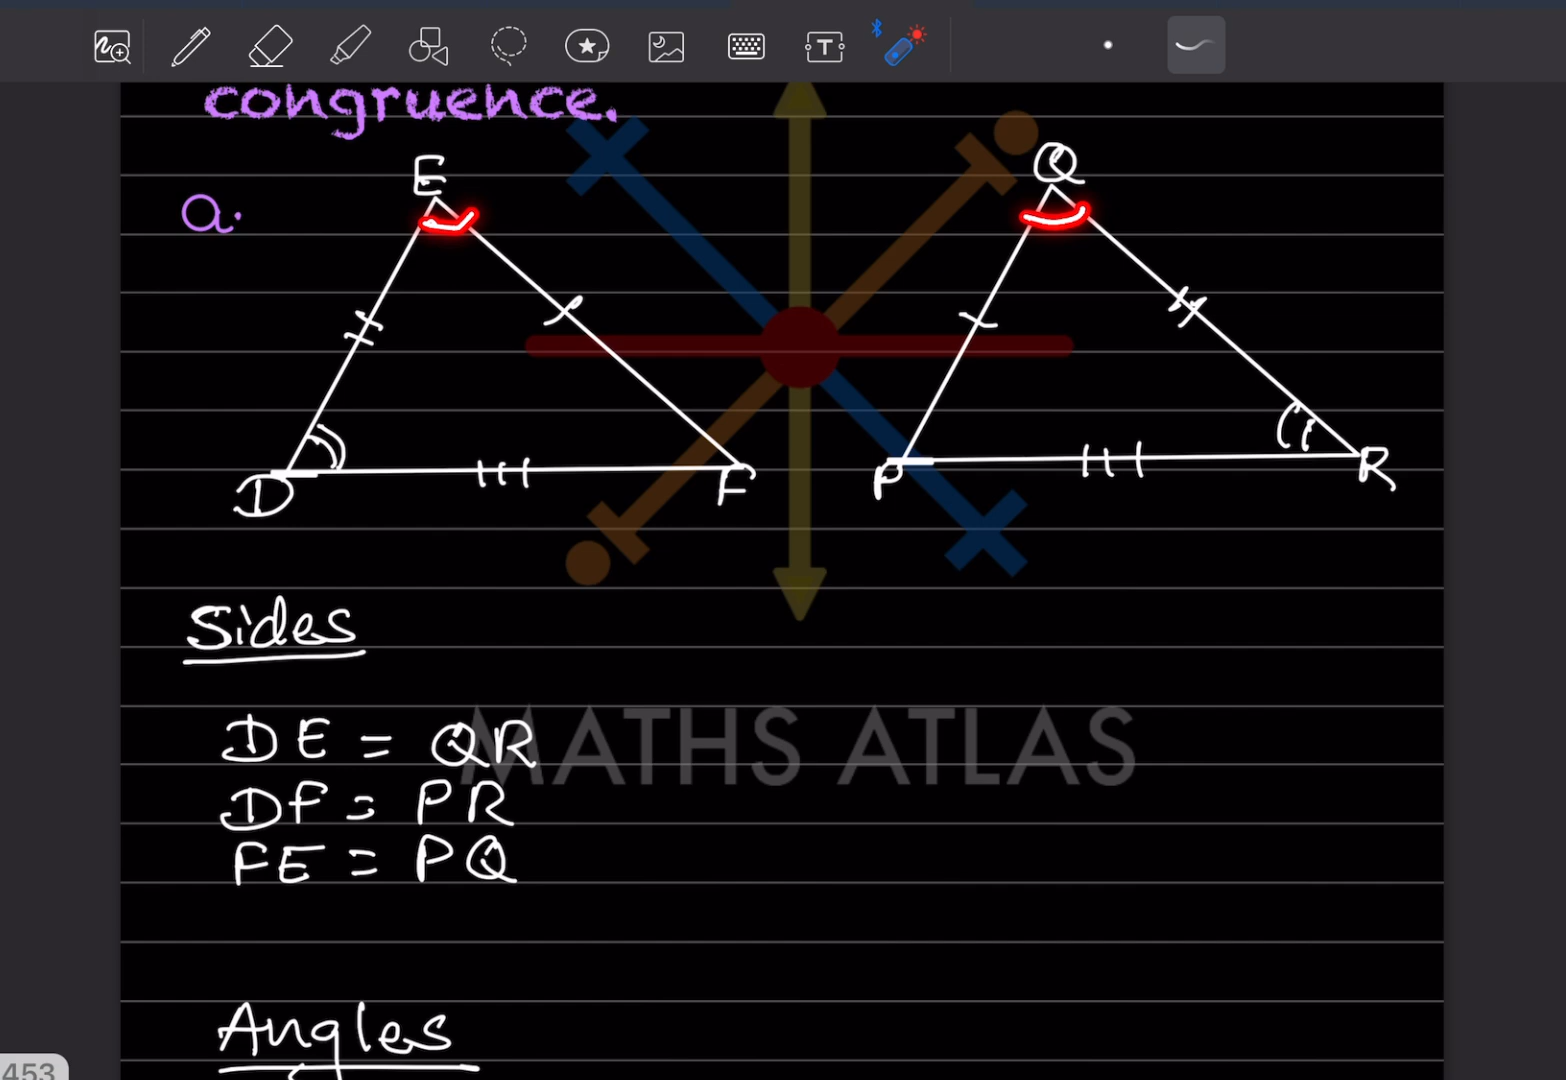 congruence.
a.
E
Q
D
F
P
R
Sides
DE = QR
DF = PR
FE = PQ
MATHS ATLAS
Angles
453